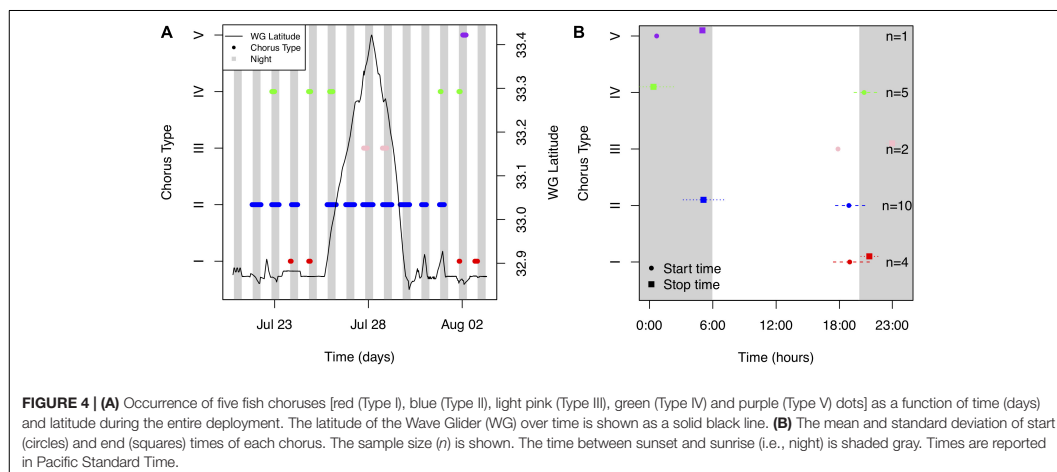 A
WG Latitude
Chorus Type
Night
Chorus Type
I
II
III
IV
V
32.9
33.0
33.1
33.2
33.3
33.4
WG Latitude
Jul 23
Jul 28
Aug 02
Time (days)
B
Chorus Type
I
II
III
IV
V
n=1
n=5
n=2
n=10
n=4
Start time
Stop time
0:00
6:00
12:00
18:00
23:00
Time (hours)
FIGURE 4 | (A) Occurrence of five fish choruses [red (Type I), blue (Type II), light pink (Type III), green (Type IV) and purple (Type V) dots] as a function of time (days)
and latitude during the entire deployment. The latitude of the Wave Glider (WG) over time is shown as a solid black line. (B) The mean and standard deviation of start
(circles) and end (squares) times of each chorus. The sample size (n) is shown. The time between sunset and sunrise (i.e., night) is shaded gray. Times are reported
in Pacific Standard Time.